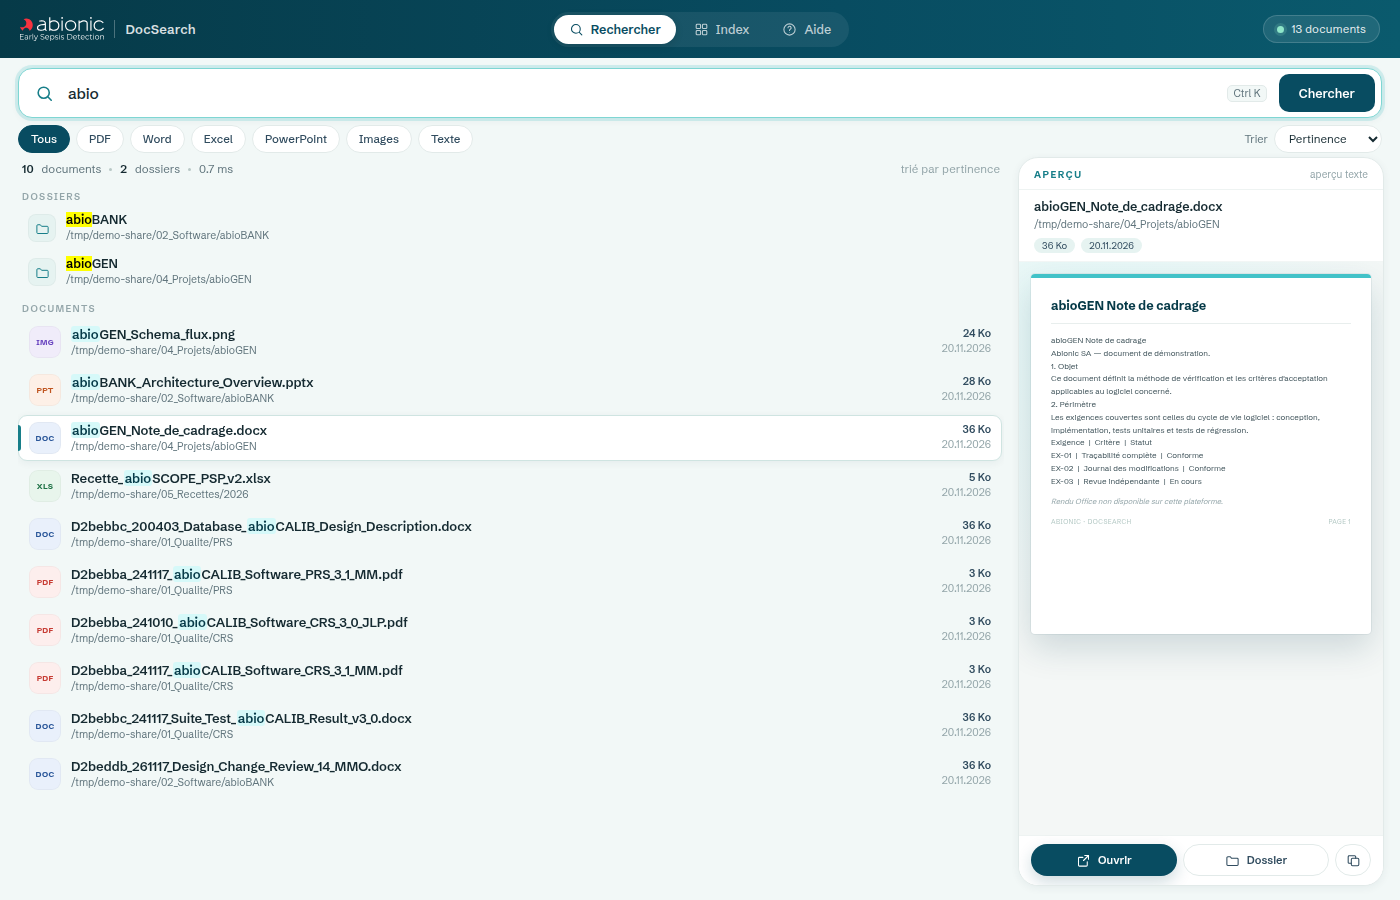 abionic
Early Sepsis Detection
DocSearch
Rechercher
Index
Aide
13 documents
abio
Ctrl K
Chercher
Tous
PDF
Word
Excel
PowerPoint
Images
Texte
Trier
Pertinence
10 documents • 2 dossiers • 0.7 ms
trié par pertinence
DOSSIERS
abioBANK
/tmp/demo-share/02_Software/abioBANK
abioGEN
/tmp/demo-share/04_Projets/abioGEN
DOCUMENTS
IMG
abioGEN_Schema_flux.png
24 Ko
/tmp/demo-share/04_Projets/abioGEN
20.11.2026
PPT
abioBANK_Architecture_Overview.pptx
28 Ko
/tmp/demo-share/02_Software/abioBANK
20.11.2026
DOC
abioGEN_Note_de_cadrage.docx
36 Ko
/tmp/demo-share/04_Projets/abioGEN
20.11.2026
XLS
Recette_abioSCOPE_PSP_v2.xlsx
5 Ko
/tmp/demo-share/05_Recettes/2026
20.11.2026
DOC
D2bebbc_200403_Database_abioCALIB_Design_Description.docx
36 Ko
/tmp/demo-share/01_Qualite/PRS
20.11.2026
PDF
D2bebba_241117_abioCALIB_Software_PRS_3_1_MM.pdf
3 Ko
/tmp/demo-share/01_Qualite/PRS
20.11.2026
PDF
D2bebba_241010_abioCALIB_Software_CRS_3_0_JLP.pdf
3 Ko
/tmp/demo-share/01_Qualite/CRS
20.11.2026
PDF
D2bebba_241117_abioCALIB_Software_CRS_3_1_MM.pdf
3 Ko
/tmp/demo-share/01_Qualite/CRS
20.11.2026
DOC
D2bebbc_241117_Suite_Test_abioCALIB_Result_v3_0.docx
36 Ko
/tmp/demo-share/01_Qualite/CRS
20.11.2026
DOC
D2beddb_261117_Design_Change_Review_14_MMO.docx
36 Ko
/tmp/demo-share/02_Software/abioBANK
20.11.2026
APERÇU
aperçu texte
abioGEN_Note_de_cadrage.docx
/tmp/demo-share/04_Projets/abioGEN
36 Ko
20.11.2026
abioGEN Note de cadrage
abioGEN Note de cadrage
Abionic SA — document de démonstration.
1. Objet
Ce document définit la méthode de vérification et les critères d'acceptation
applicables au logiciel concerné.
2. Périmètre
Les exigences couvertes sont celles du cycle de vie logiciel : conception,
implémentation, tests unitaires et tests de régression.
Exigence | Critère | Statut
EX-01 | Traçabilité complète | Conforme
EX-02 | Journal des modifications | Conforme
EX-03 | Revue indépendante | En cours
Rendu Office non disponible sur cette plateforme.
ABIONIC - DOCSEARCH
PAGE 1
Ouvrir
Dossier